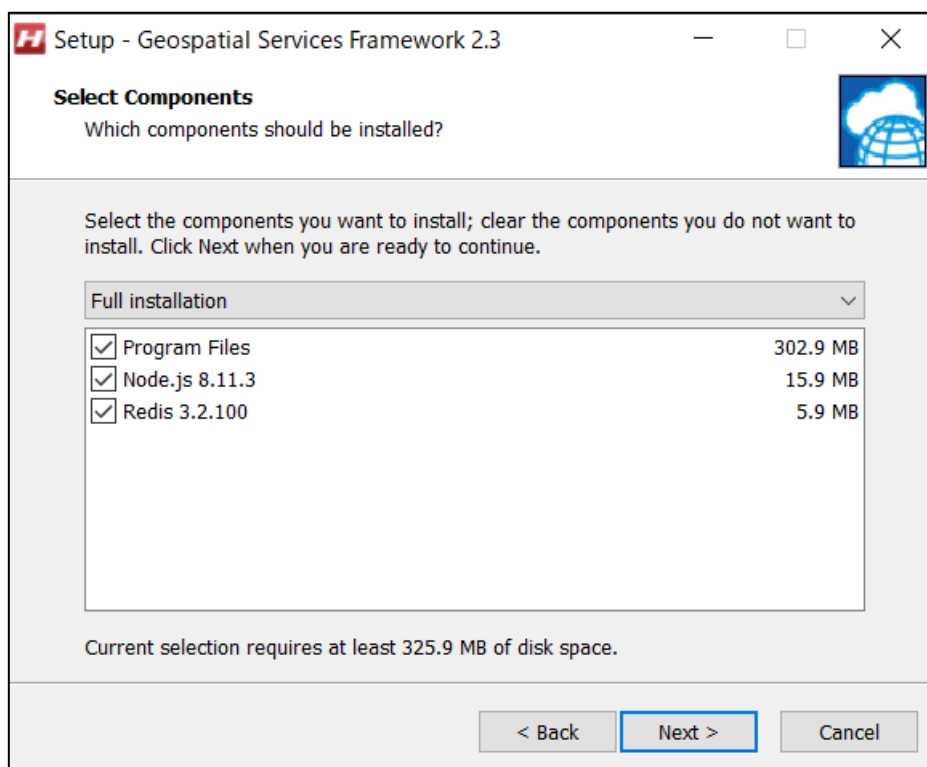 H Setup - Geospatial Services Framework 2.3
Select Components
Which components should be installed?
Select the components you want to install; clear the components you do not want to
install. Click Next when you are ready to continue.
Full installation
Program Files 302.9 MB
Node.js 8.11.3 15.9 MB
Redis 3.2.100 5.9 MB
Current selection requires at least 325.9 MB of disk space.
< Back Next > Cancel